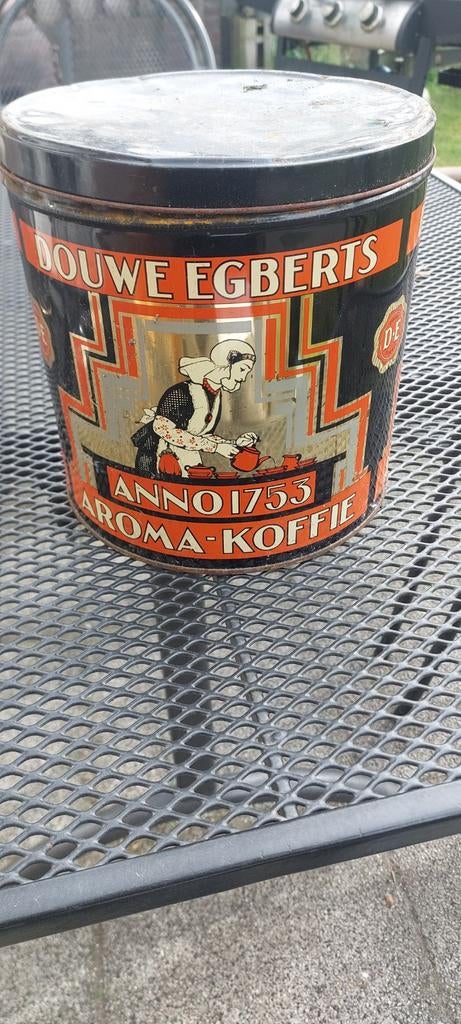 DOUWE EGBERTS
D·E
ANNO 1753
AROMA-KOFFIE